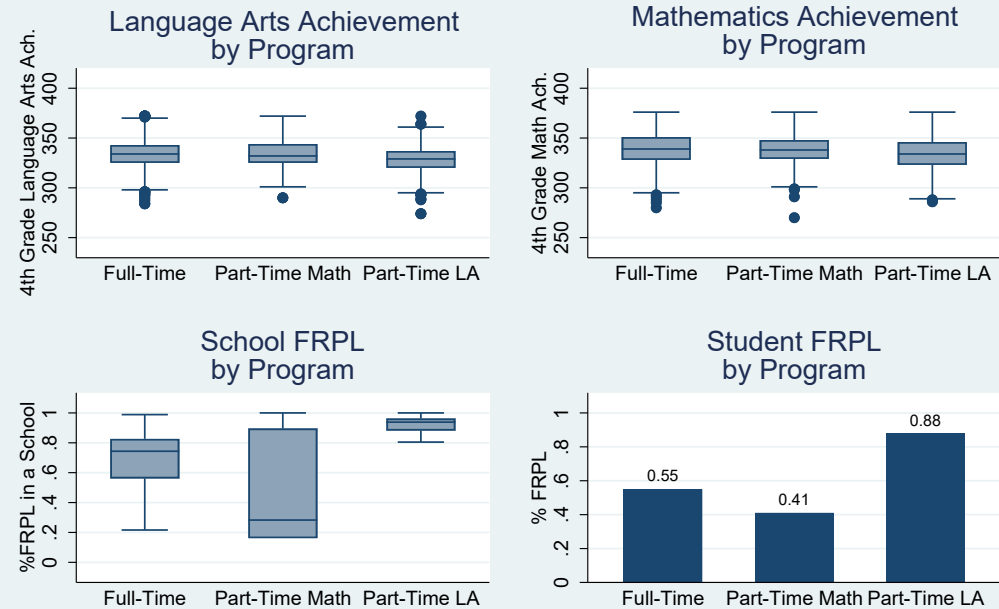 Language Arts Achievement
by Program
4th Grade Language Arts Ach.
400
350
300
250
Full-Time Part-Time Math Part-Time LA
Mathematics Achievement
by Program
4th Grade Math Ach.
400
350
300
250
Full-Time Part-Time Math Part-Time LA
School FRPL
by Program
%FRPL in a School
1
.8
.6
.4
.2
0
Full-Time Part-Time Math Part-Time LA
Student FRPL
by Program
% FRPL
1
.8
.6
.4
.2
0
0.55
0.41
0.88
Full-Time Part-Time Math Part-Time LA